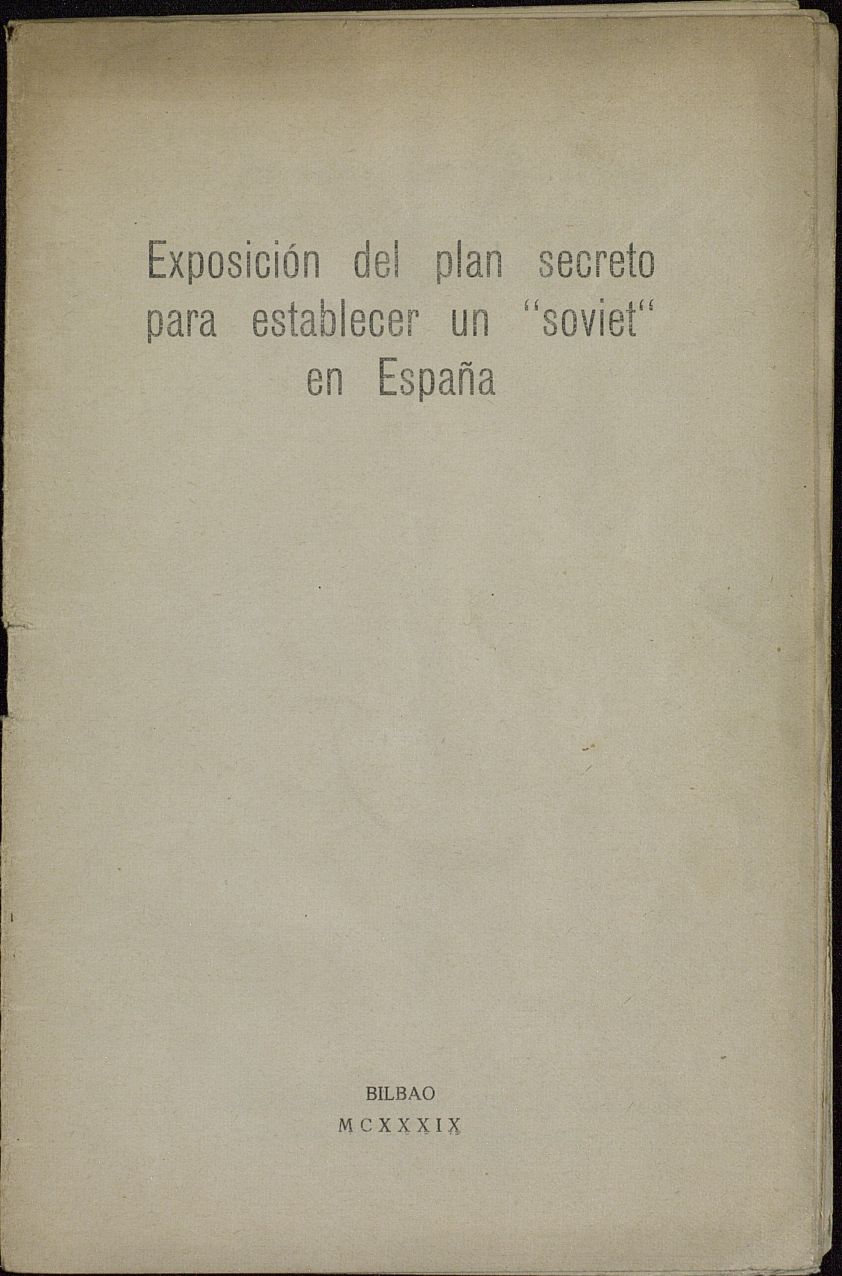 Exposición del plan secreto
para establecer un “soviet“
en España
BILBAO
MCXXXIX